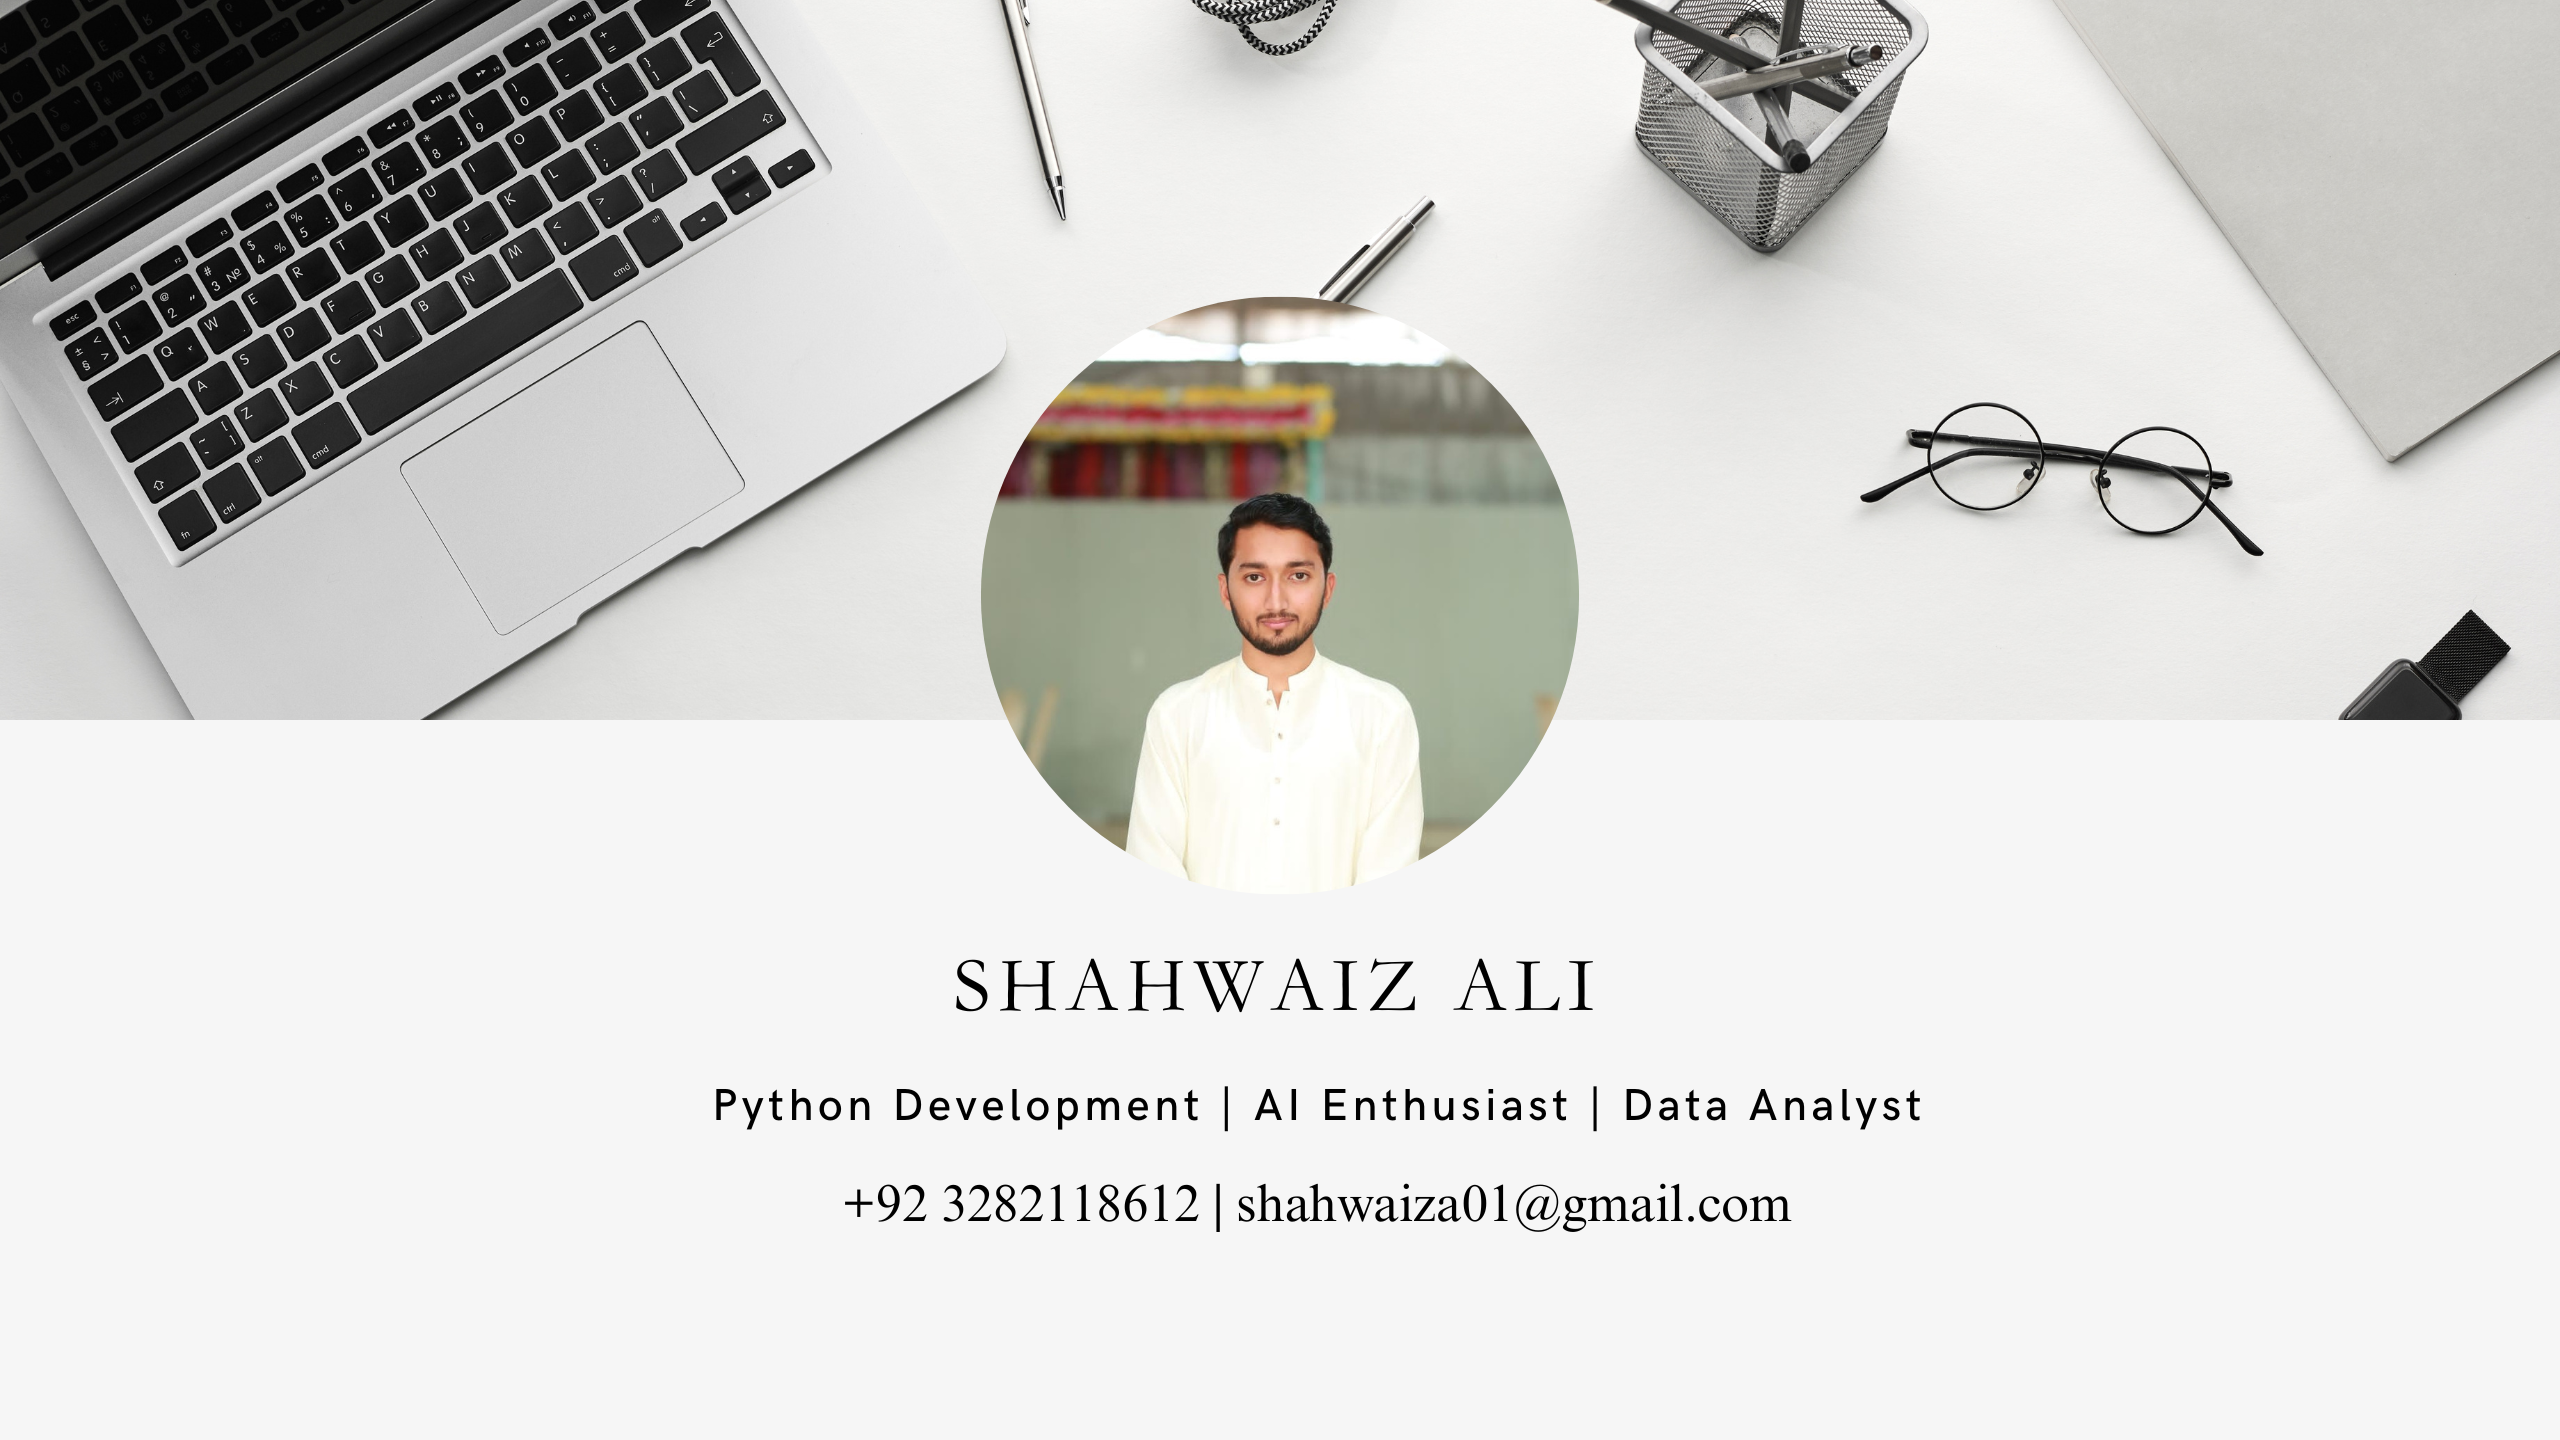 SHAHWAIZ ALI
Python Development | AI Enthusiast | Data Analyst
+92 3282118612 | shahwaiza01@gmail.com